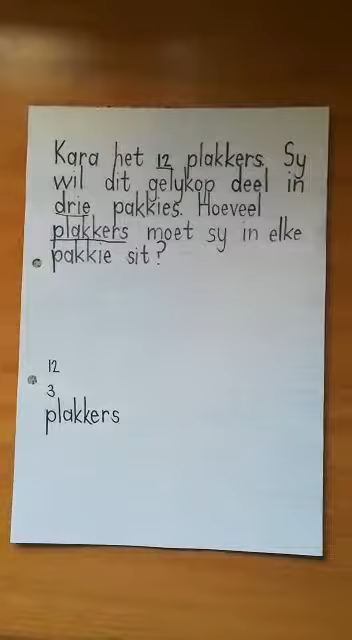 Kara het 12 plakkers. Sy
wil dit gelykop deel in
drie pakkies. Hoeveel
plakkers moet sy in elke
pakkie sit?
12
3
plakkers